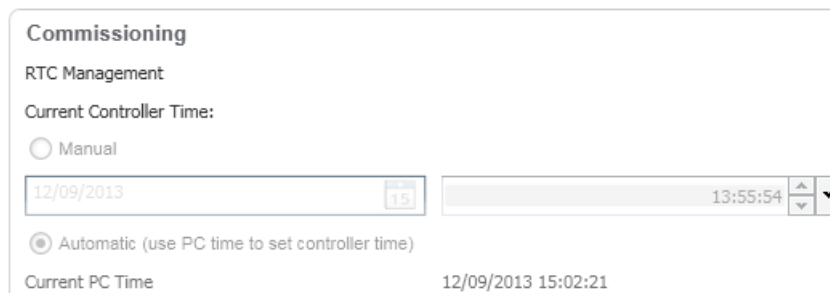 Commissioning
RTC Management
Current Controller Time:
Manual
12/09/2013 15 13:55:54
Automatic (use PC time to set controller time)
Current PC Time 12/09/2013 15:02:21